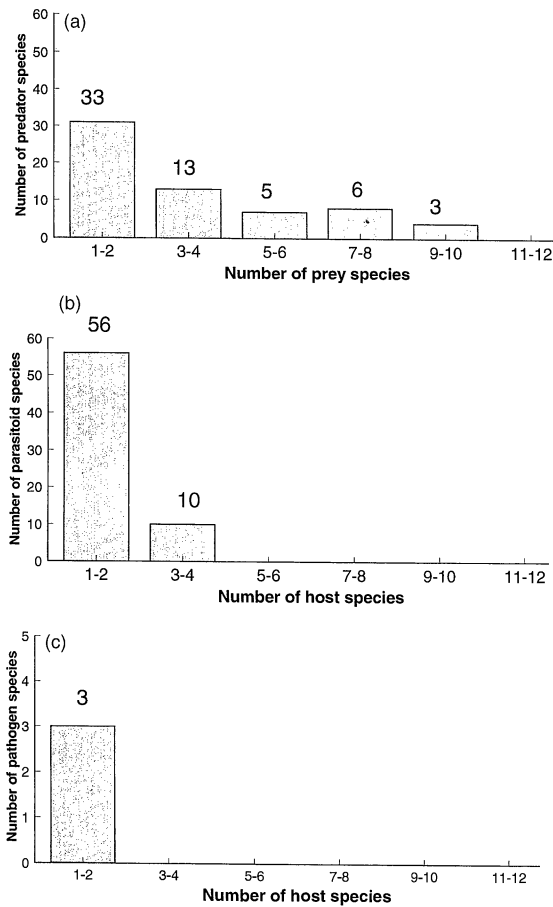 (a)
60
50
40
30
20
10
0
Number of predator species
33
13
5
6
3
1-2 3-4 5-6 7-8 9-10 11-12
Number of prey species
(b)
60
50
40
30
20
10
0
Number of parasitoid species
56
10
1-2 3-4 5-6 7-8 9-10 11-12
Number of host species
(c)
5
4
3
2
1
0
Number of pathogen species
3
1-2 3-4 5-6 7-8 9-10 11-12
Number of host species